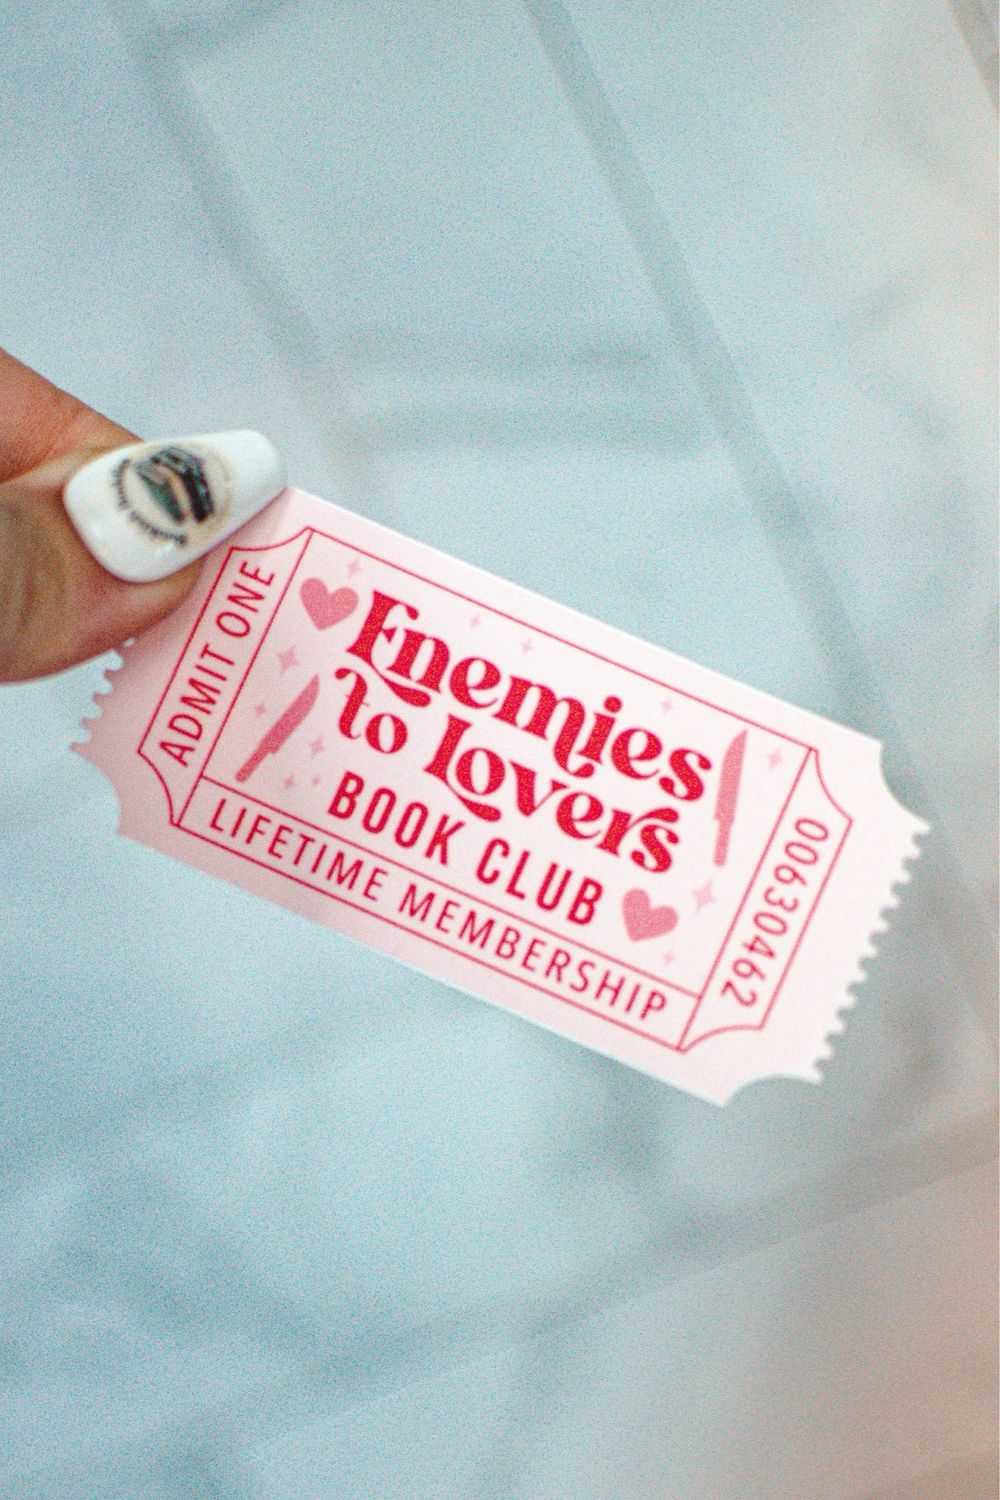 ADMIT ONE
Enemies
to Lovers
BOOK CLUB
LIFETIME MEMBERSHIP
00630462